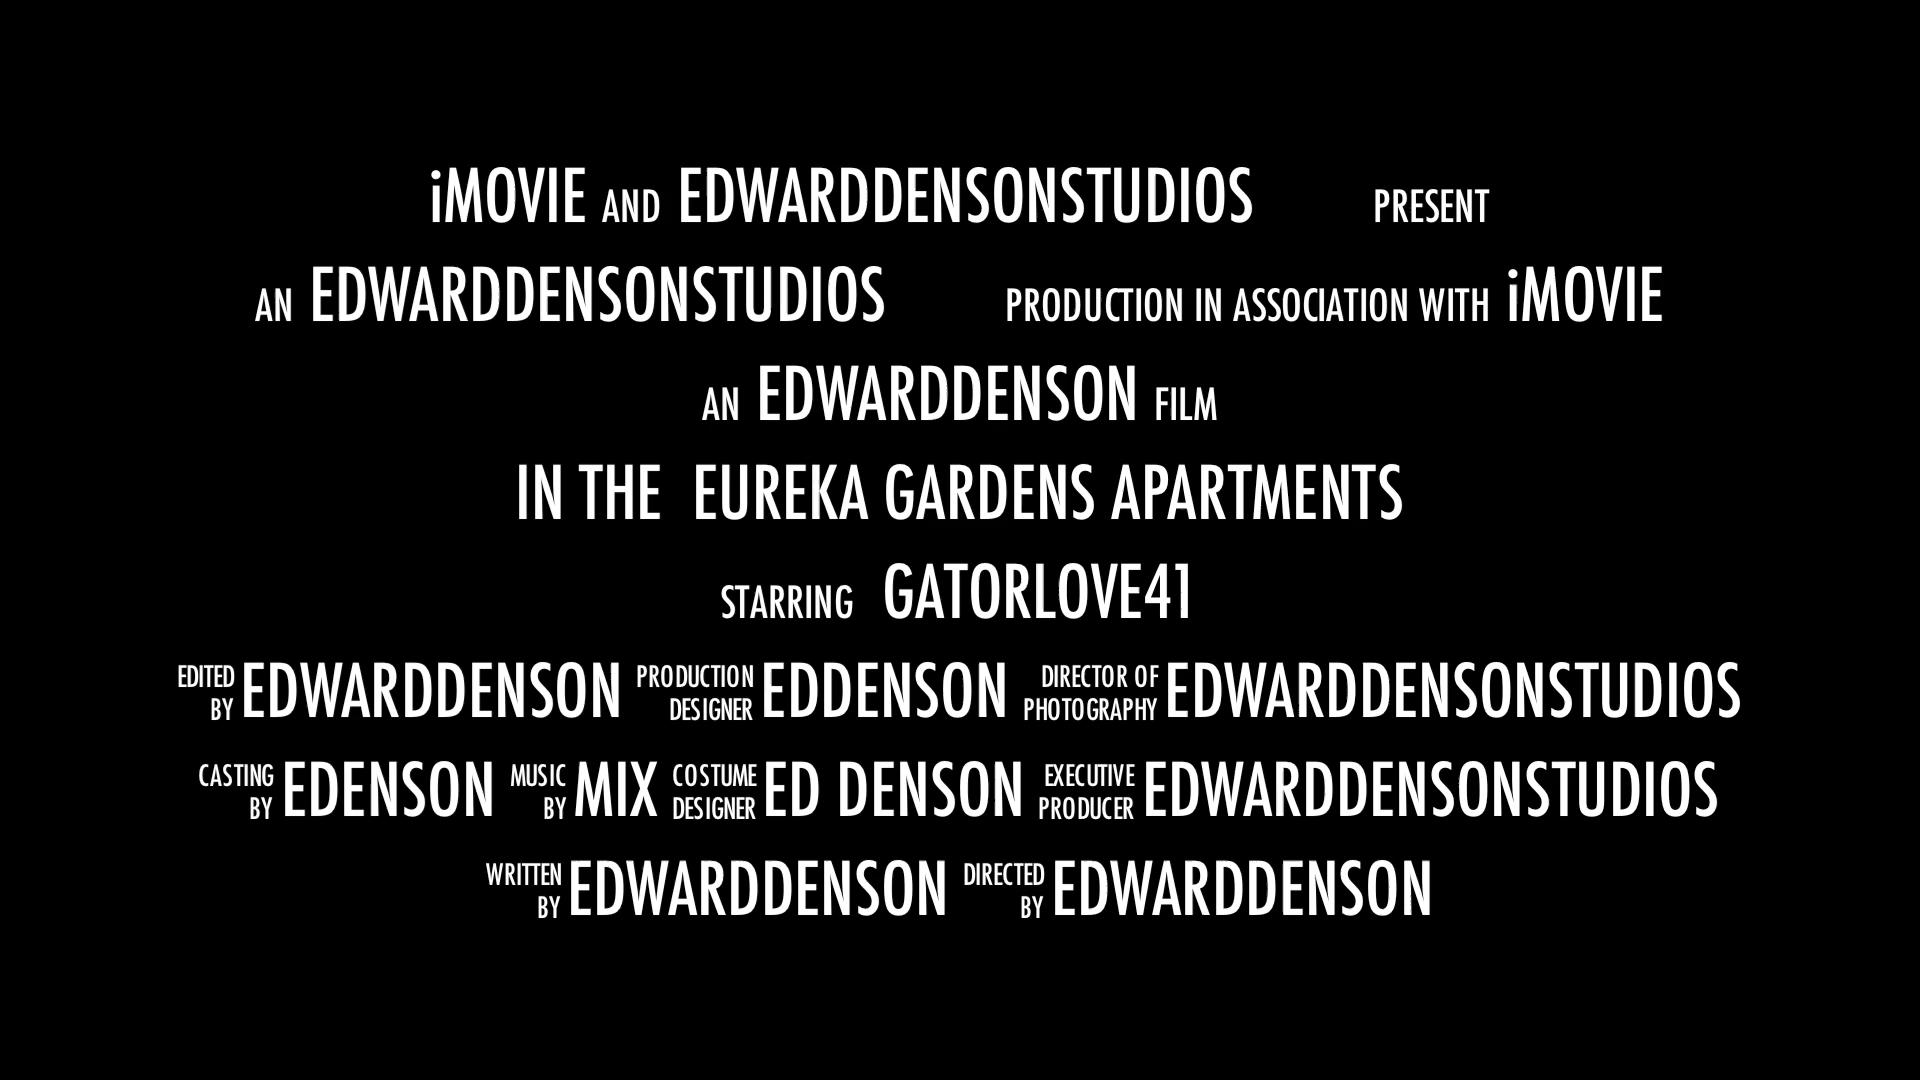 iMOVIE AND EDWARDDENSONSTUDIOS PRESENT
AN EDWARDDENSONSTUDIOS PRODUCTION IN ASSOCIATION WITH iMOVIE
AN EDWARDDENSON FILM
IN THE EUREKA GARDENS APARTMENTS
STARRING GATORLOVE41
EDITED BY EDWARDDENSON PRODUCTION DESIGNER EDDENSON DIRECTOR OF PHOTOGRAPHY EDWARDDENSONSTUDIOS
CASTING BY EDENSON MUSIC BY MIX COSTUME DESIGNER ED DENSON EXECUTIVE PRODUCER EDWARDDENSONSTUDIOS
WRITTEN BY EDWARDDENSON DIRECTED BY EDWARDDENSON